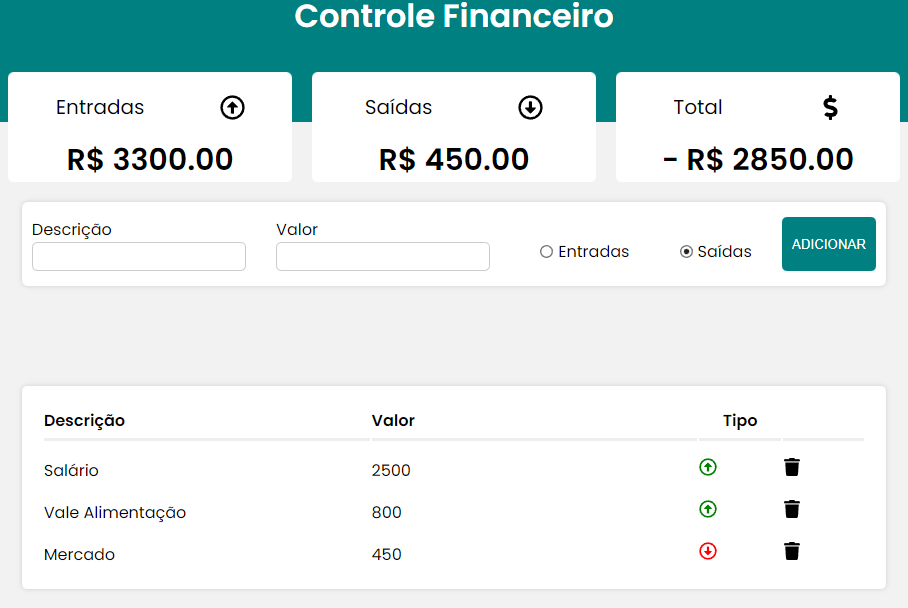 Controle Financeiro
Entradas Saídas Total
R$ 3300.00 R$ 450.00 - R$ 2850.00
Descrição Valor
Entradas Saídas ADICIONAR
Descrição Valor Tipo
Salário 2500
Vale Alimentação 800
Mercado 450